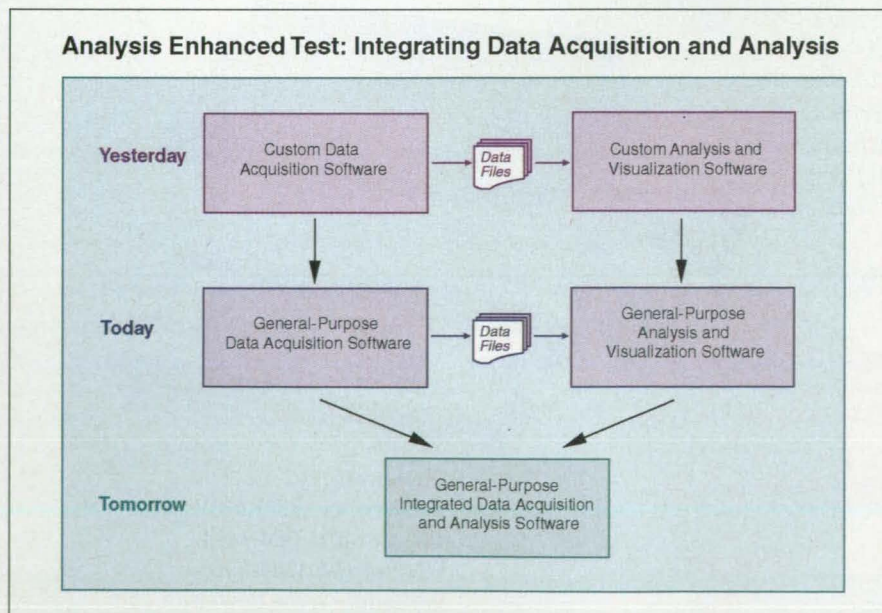 Analysis Enhanced Test: Integrating Data Acquisition and Analysis
Yesterday
Custom Data
Acquisition Software
Data
Files
Custom Analysis and
Visualization Software
Today
General-Purpose
Data Acquisition Software
Data
Files
General-Purpose
Analysis and
Visualization Software
Tomorrow
General-Purpose
Integrated Data Acquisition
and Analysis Software